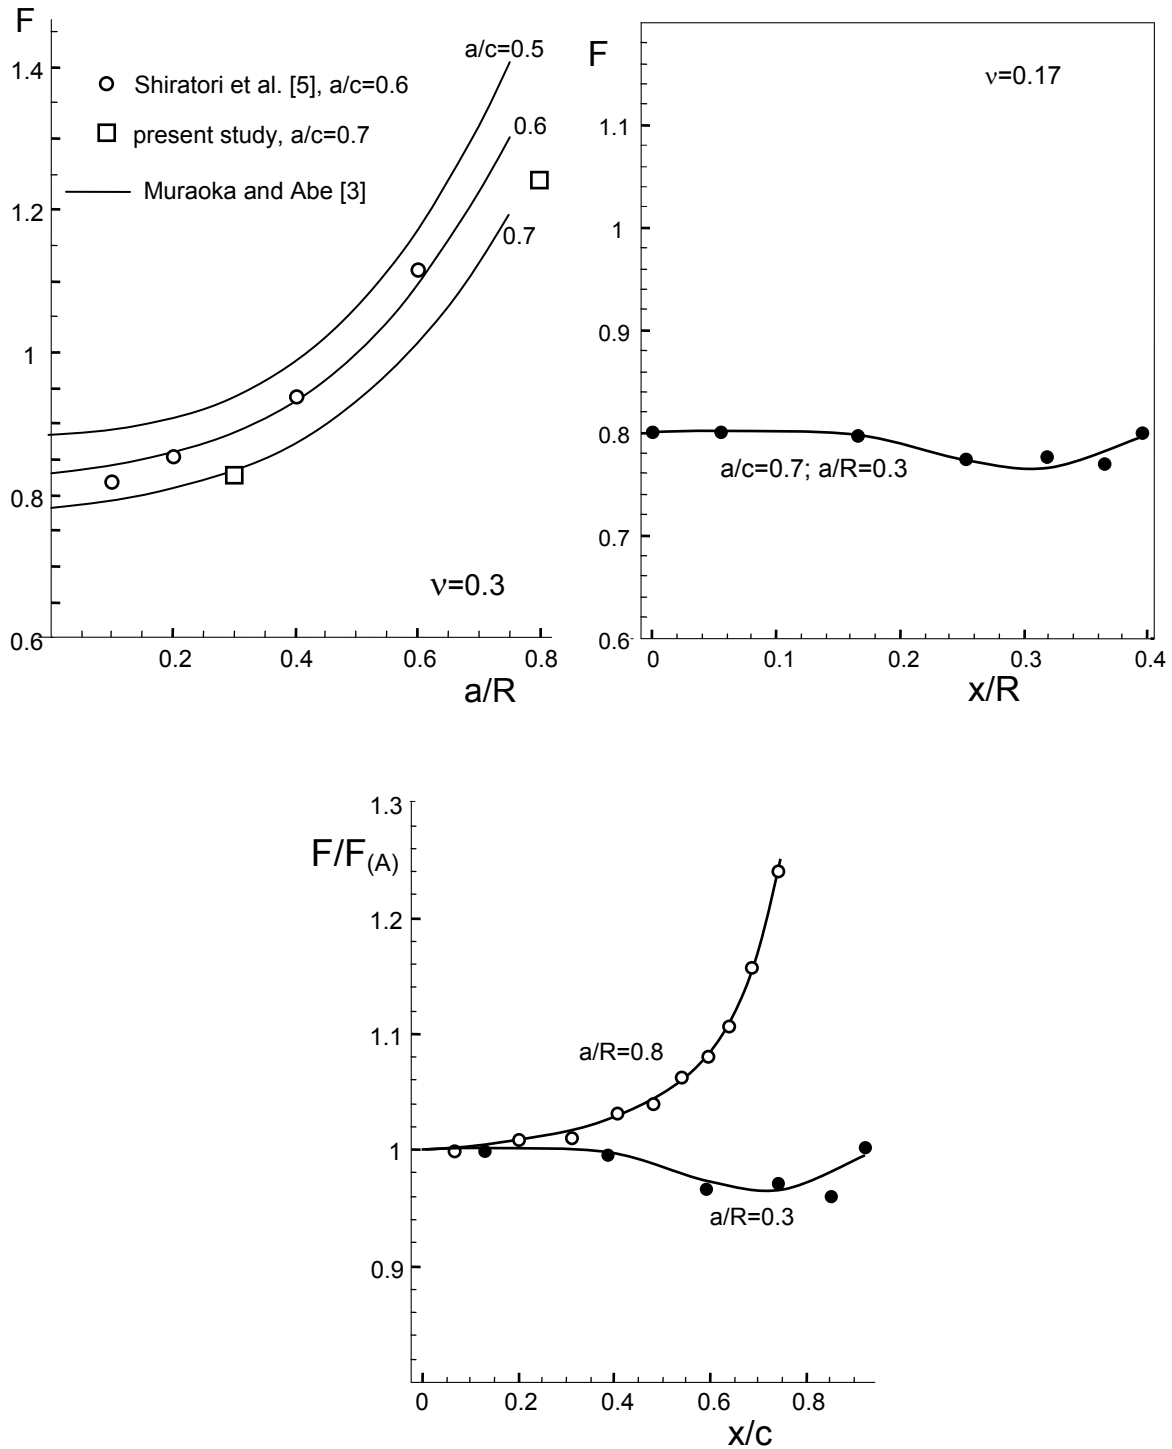 F
1.4
1.2
1
0.8
0.6
a/c=0.5
Shiratori et al. [5], a/c=0.6
0.6
present study, a/c=0.7
Muraoka and Abe [3]
0.7
ν=0.3
0.2 0.4 0.6 0.8
a/R
F
ν=0.17
1.1
1
0.9
0.8
a/c=0.7; a/R=0.3
0.7
0.6
0 0.1 0.2 0.3 0.4
x/R
1.3
F/F(A)
1.2
1.1
a/R=0.8
1
a/R=0.3
0.9
0 0.2 0.4 0.6 0.8
x/c